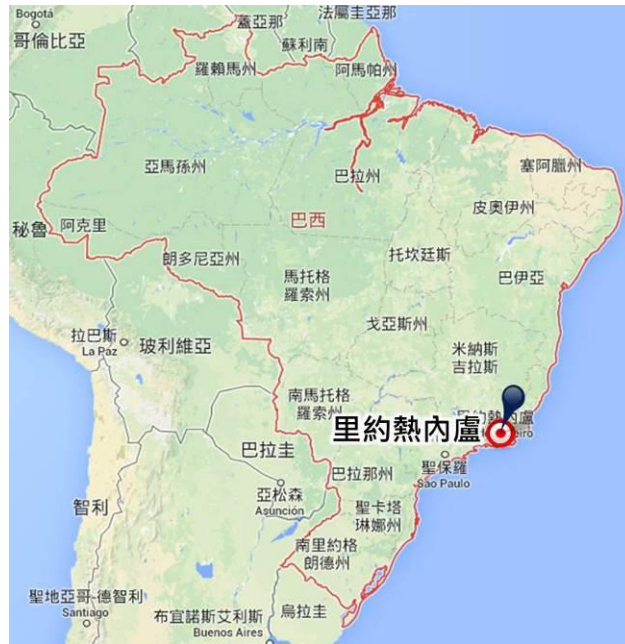 Bogotá
哥倫比亞
蓋亞那
法屬圭亞那
蘇利南
羅賴馬州
阿馬帕州
亞馬孫州
巴拉州
塞阿臘州
皮奧伊州
巴西
秘魯
阿克里
朗多尼亞州
托坎廷斯
馬托格
羅索州
巴伊亞
戈亞斯州
拉巴斯
La Paz
玻利維亞
米納斯
吉拉斯
南馬托格
羅索州
里約熱內盧
里約熱內盧
巴拉圭
聖保羅
São Paulo
巴拉那州
亞松森
Asunción
智利
聖卡塔
琳娜州
南里約格
朗德州
聖地亞哥-德智利
Santiago
布宜諾斯艾利斯
Buenos Aires
烏拉圭